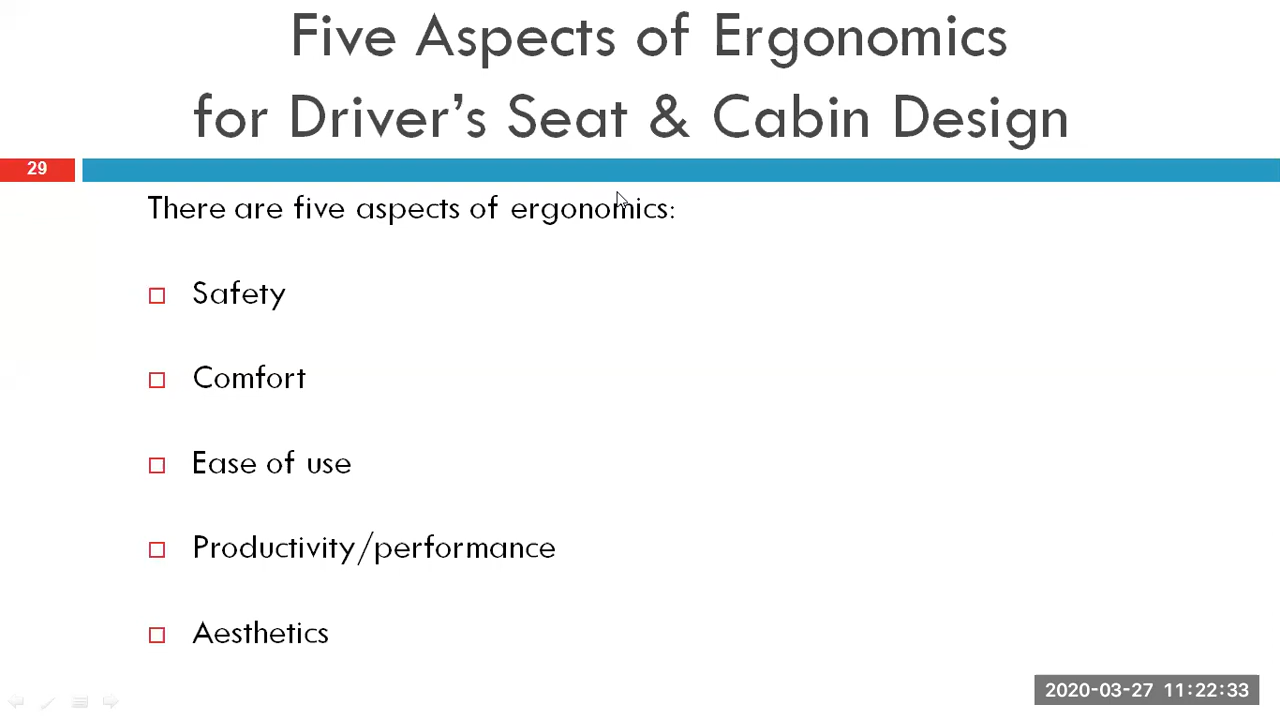 Five Aspects of Ergonomics
for Driver’s Seat & Cabin Design
29
There are five aspects of ergonomics:
Safety
Comfort
Ease of use
Productivity/performance
Aesthetics
2020-03-27 11:22:33